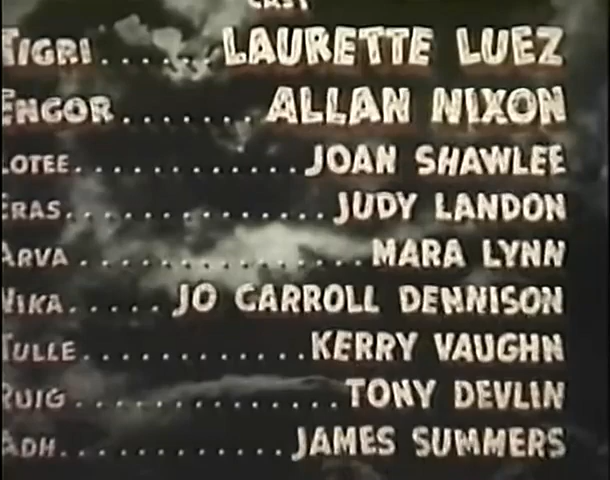 CAST
TIGRI...... LAURETTE LUEZ
ENGOR....... ALLAN NIXON
LOTEE............. JOAN SHAWLEE
ERAS.............. JUDY LANDON
ARVA ............... MARA LYNN
NIKA...... JO CARROLL DENNISON
TULLE............. KERRY VAUGHN
RUIG ............... TONY DEVLIN
ADH............. JAMES SUMMERS